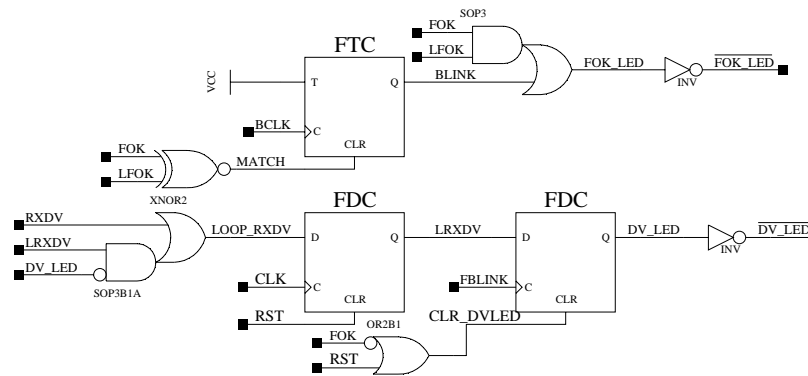 SOP3
FOK
LFOK
FTC
VCC
T
Q
BLINK
FOK_LED
INV
FOK_LED
BCLK
C
CLR
FOK
LFOK
MATCH
XNOR2
FDC
FDC
RXDV
LRXDV
DV_LED
SOP3B1A
LOOP_RXDV
D
Q
LRXDV
D
Q
DV_LED
INV
DV_LED
CLK
C
CLR
RST
FBLINK
C
CLR
CLR_DVLED
OR2B1
FOK
RST